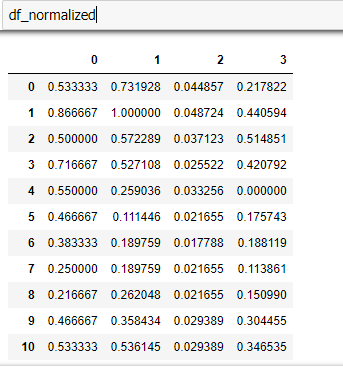 df_normalized
0 1 2 3
0 0.533333 0.731928 0.044857 0.217822
1 0.866667 1.000000 0.048724 0.440594
2 0.500000 0.572289 0.037123 0.514851
3 0.716667 0.527108 0.025522 0.420792
4 0.550000 0.259036 0.033256 0.000000
5 0.466667 0.111446 0.021655 0.175743
6 0.383333 0.189759 0.017788 0.188119
7 0.250000 0.189759 0.021655 0.113861
8 0.216667 0.262048 0.021655 0.150990
9 0.466667 0.358434 0.029389 0.304455
10 0.533333 0.536145 0.029389 0.346535